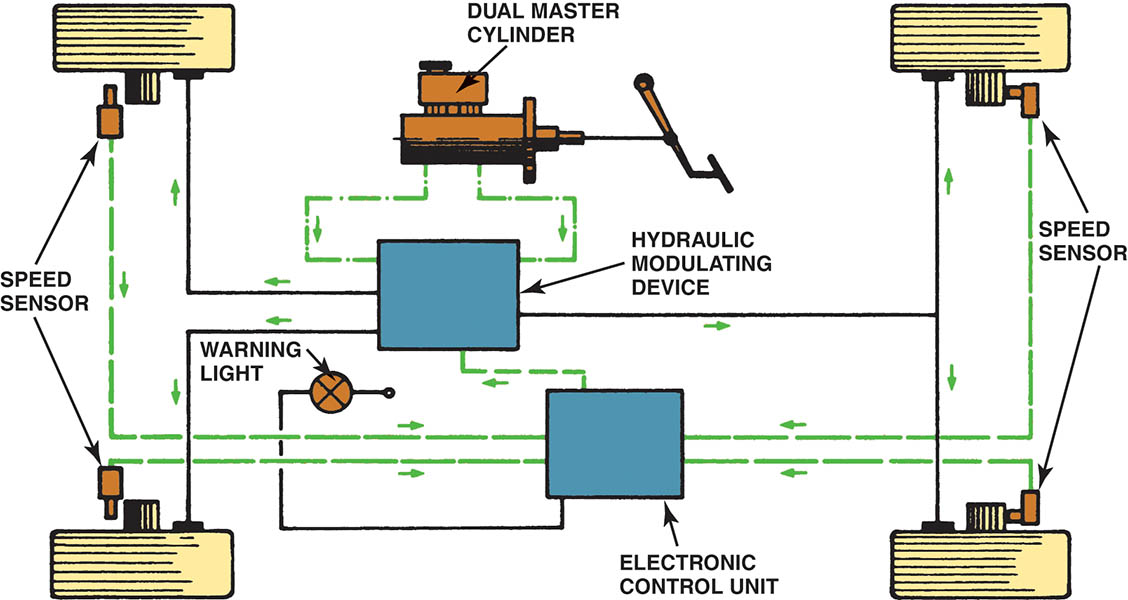 DUAL MASTER
CYLINDER
SPEED
SENSOR
HYDRAULIC
MODULATING
DEVICE
SPEED
SENSOR
WARNING
LIGHT
ELECTRONIC
CONTROL UNIT